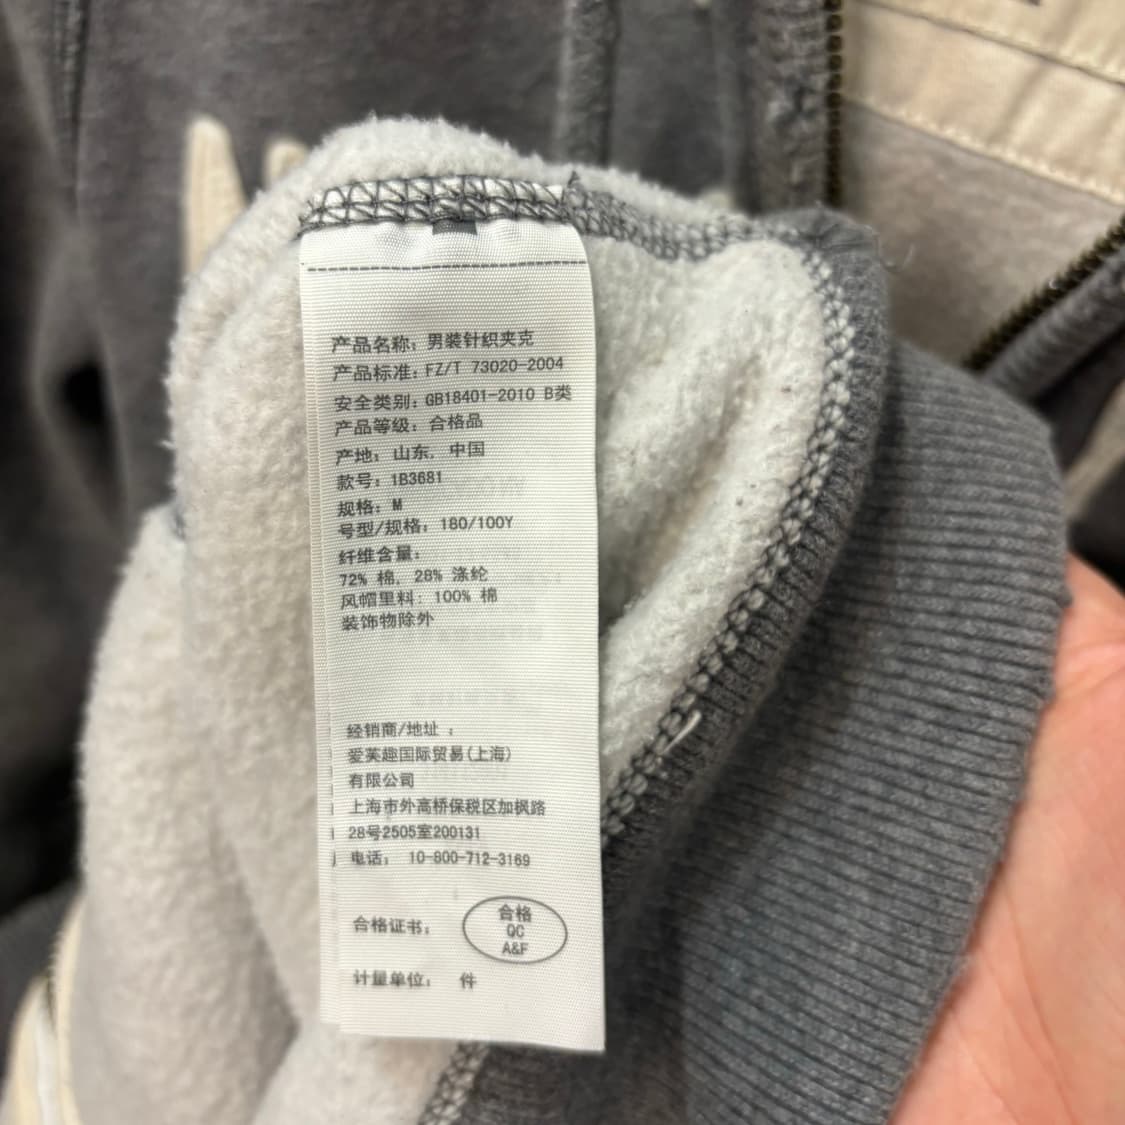 产品名称：男装针织夹克
产品标准：FZ/T 73020-2004
安全类别：GB18401-2010 B类
产品等级：合格品
产地：山东，中国
款号：1B3681
规格：M
号型/规格：180/100Y
纤维含量：
72% 棉，28% 涤纶
风帽里料：100% 棉
装饰物除外
经销商/地址：
爱芙趣国际贸易(上海)
有限公司
上海市外高桥保税区加枫路
28号2505室200131
电话：10-800-712-3169
合格证书：
合格
QC
A&F
计量单位：件